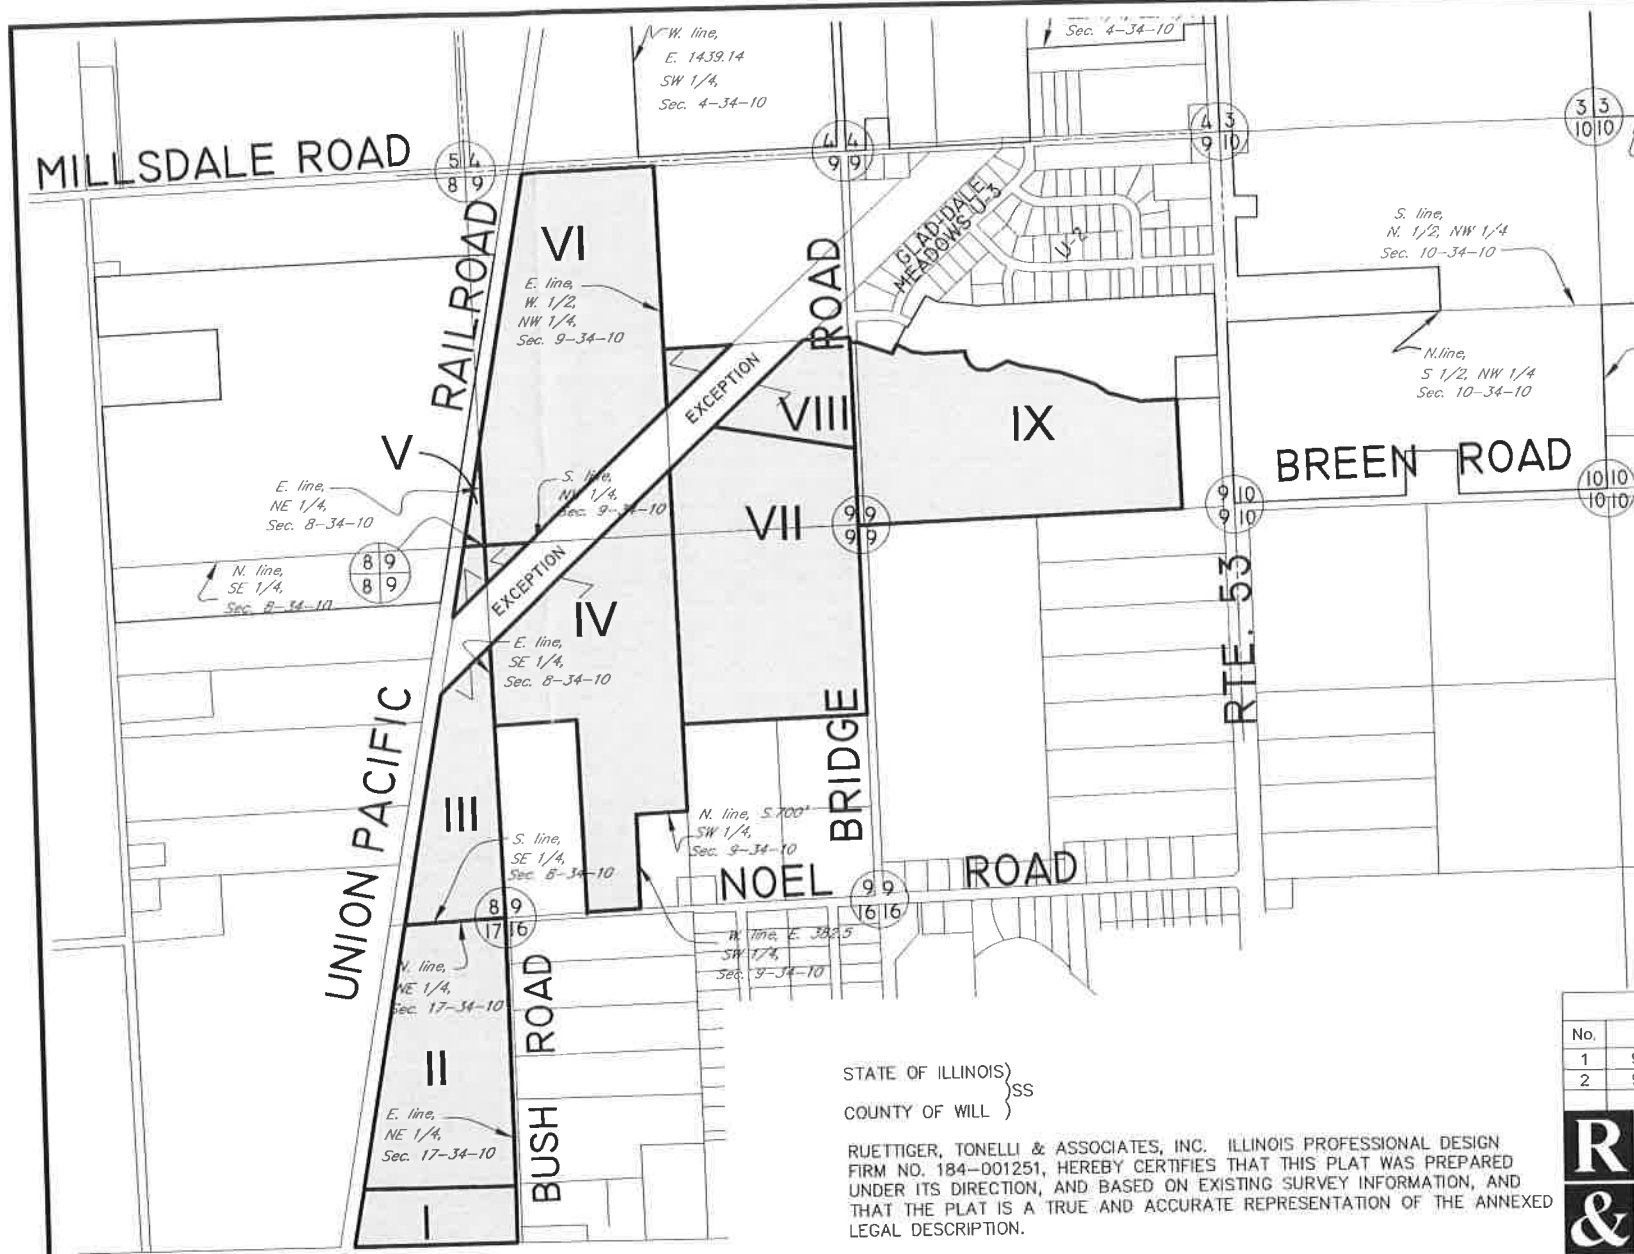 W. line,
E. 1439.14
SW 1/4,
Sec. 4-34-10
Sec. 4-34-10
MILLSDALE ROAD
5 4
8 9
4 4
9 9
4 3
9 10
3 3
10 10
GLAD-DALE
MEADOWS U-3
U-2
S. line,
N. 1/2, NW 1/4
Sec. 10-34-10
VI
E. line,
W. 1/2,
NW 1/4,
Sec. 9-34-10
RAILROAD
ROAD
EXCEPTION
VIII
IX
N.line,
S 1/2, NW 1/4
Sec. 10-34-10
BREEN ROAD
V
E. line,
NE 1/4,
Sec. 8-34-10
S. line,
NW 1/4,
Sec. 9-34-10
VII
9 9
9 9
9 10
9 10
10 10
10 10
8 9
8 9
N. line,
SE 1/4,
Sec. 8-34-10
EXCEPTION
IV
E. line,
SE 1/4,
Sec. 8-34-10
RTE. 53
UNION PACIFIC
BRIDGE
III
S. line,
SE 1/4,
Sec. 8-34-10
N. line, S.700'
SW 1/4,
Sec. 9-34-10
NOEL ROAD
8 9
17 16
9 9
16 16
W. line, E. 382.5
SW 1/4,
Sec. 9-34-10
N. line,
NE 1/4,
Sec. 17-34-10
BUSH ROAD
II
E. line,
NE 1/4,
Sec. 17-34-10
I
STATE OF ILLINOIS)
)SS
COUNTY OF WILL )
RUETTIGER, TONELLI & ASSOCIATES, INC. ILLINOIS PROFESSIONAL DESIGN
FIRM NO. 184-001251, HEREBY CERTIFIES THAT THIS PLAT WAS PREPARED
UNDER ITS DIRECTION, AND BASED ON EXISTING SURVEY INFORMATION, AND
THAT THE PLAT IS A TRUE AND ACCURATE REPRESENTATION OF THE ANNEXED
LEGAL DESCRIPTION.
No.
1
2
R
&